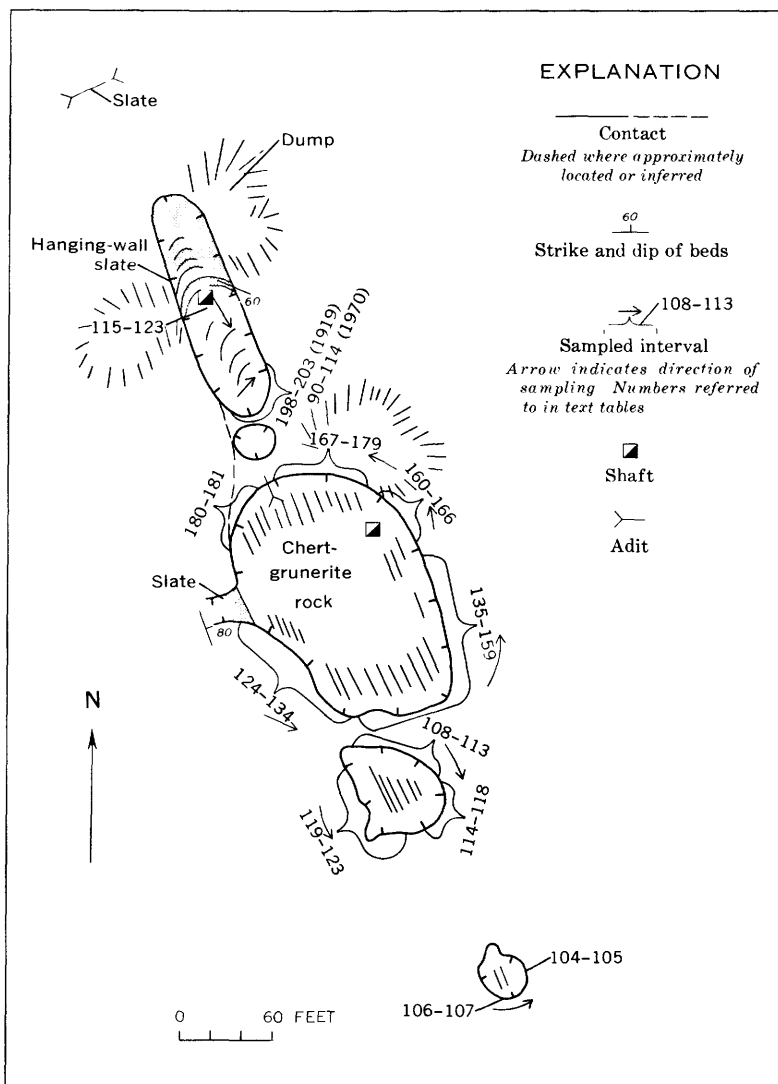 EXPLANATION
Contact
Dashed where approximately
located or inferred
60
Strike and dip of beds
108-113
Sampled interval
Arrow indicates direction of
sampling Numbers referred
to in text tables
Shaft
Adit
Slate
Dump
Hanging-wall
slate
60
115-123
198-203 (1919)
90-114 (1970)
167-179
160-166
180-181
Chert-
grunerite
rock
Slate
80
135-159
124-134
N
108-113
114-118
119-123
104-105
106-107
0 60 FEET